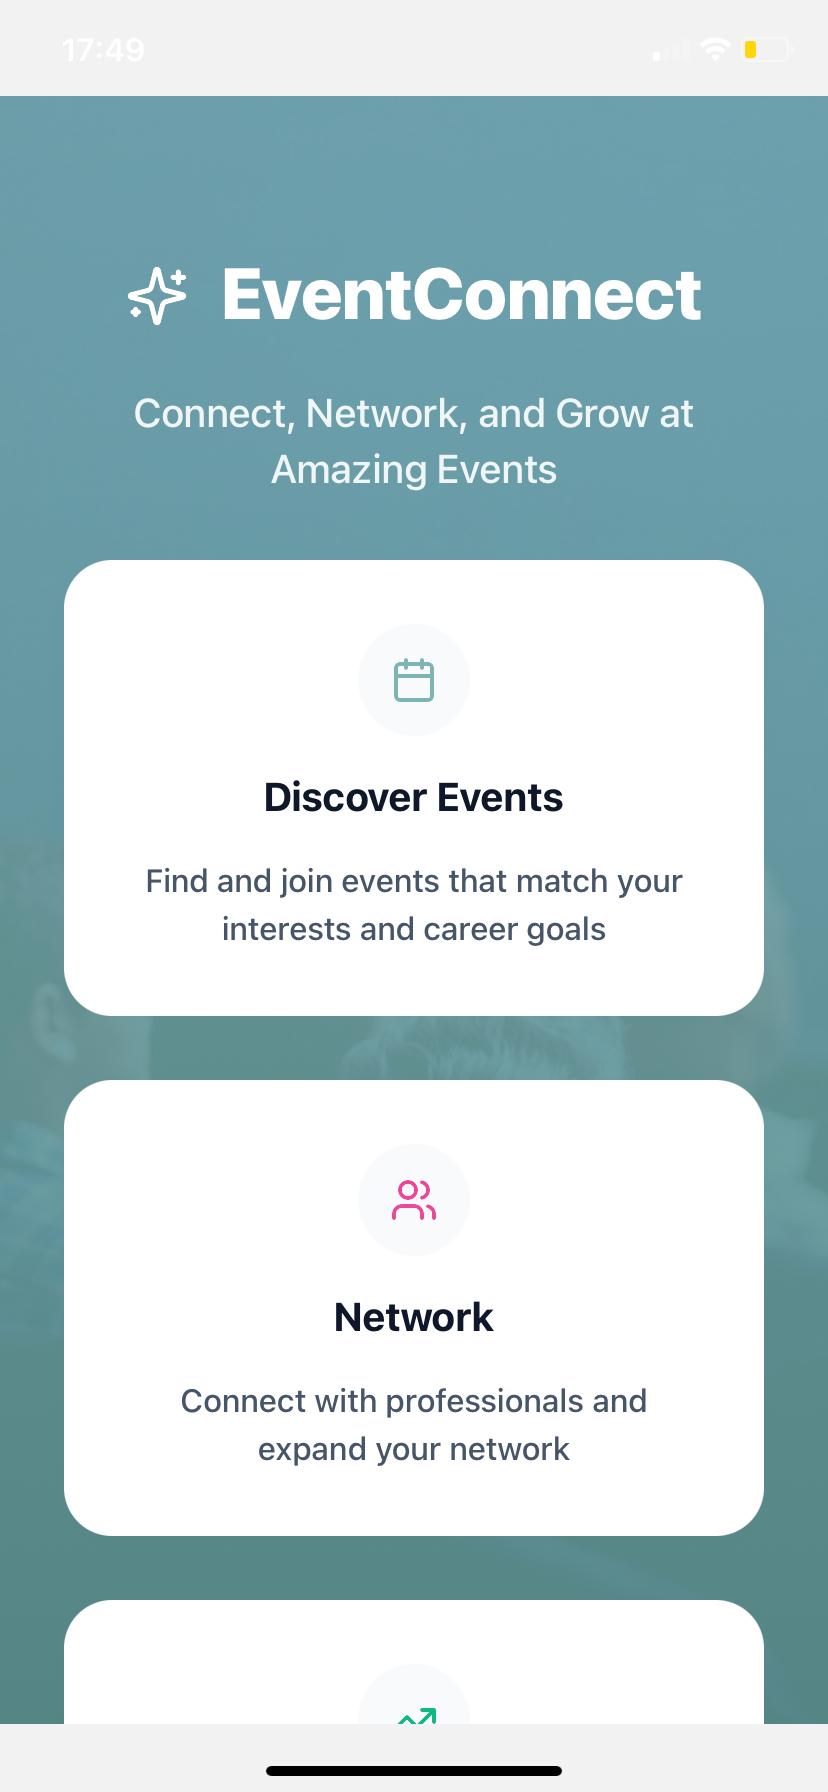 17:49
EventConnect
Connect, Network, and Grow at
Amazing Events
Discover Events
Find and join events that match your
interests and career goals
Network
Connect with professionals and
expand your network